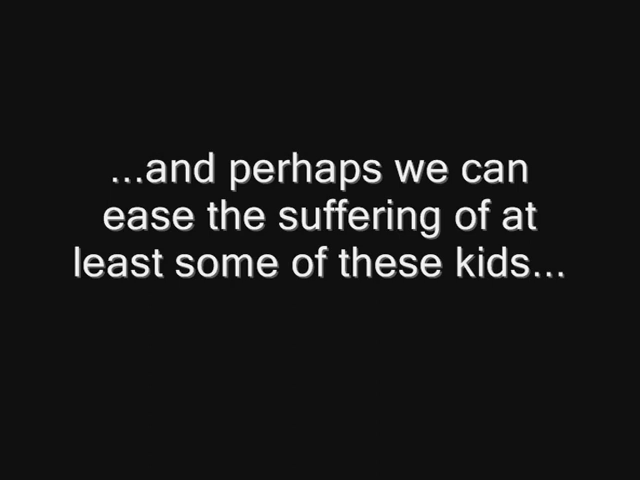 ...and perhaps we can
ease the suffering of at
least some of these kids...